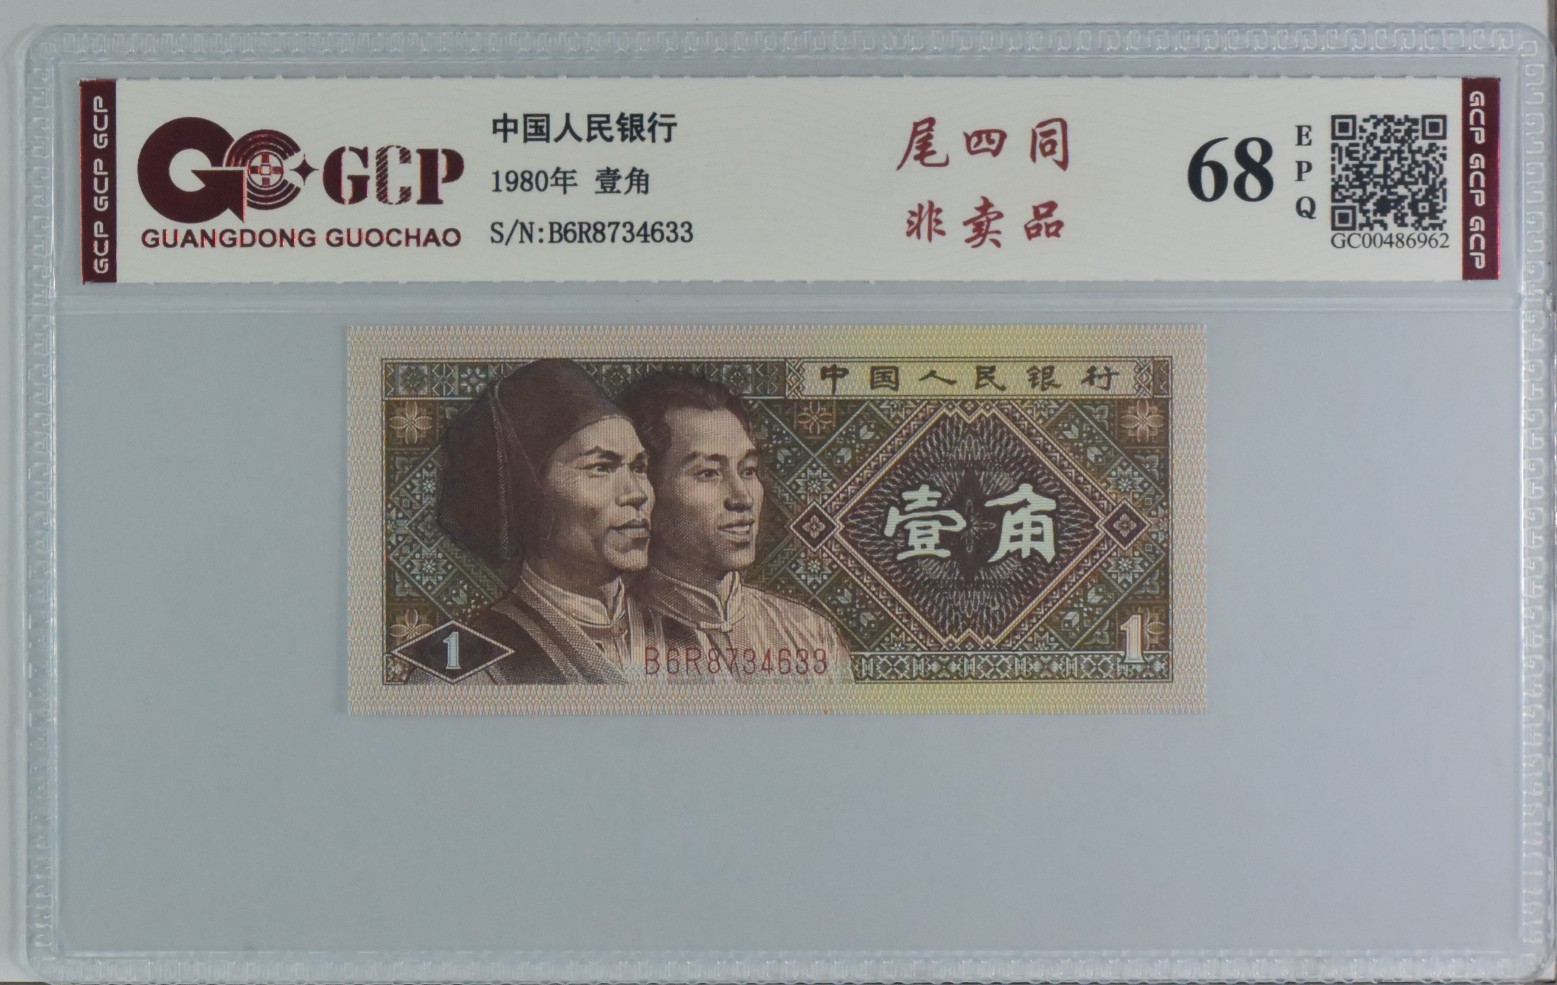 GCP GCP GCP
GCP
GUANGDONG GUOCHAO
中国人民银行
1980年 壹角
S/N:B6R8734633
尾四同
非卖品
68
EPQ
GC00486962
GCP GCP GCP
中国人民银行
壹角
1
B6R8734633
1